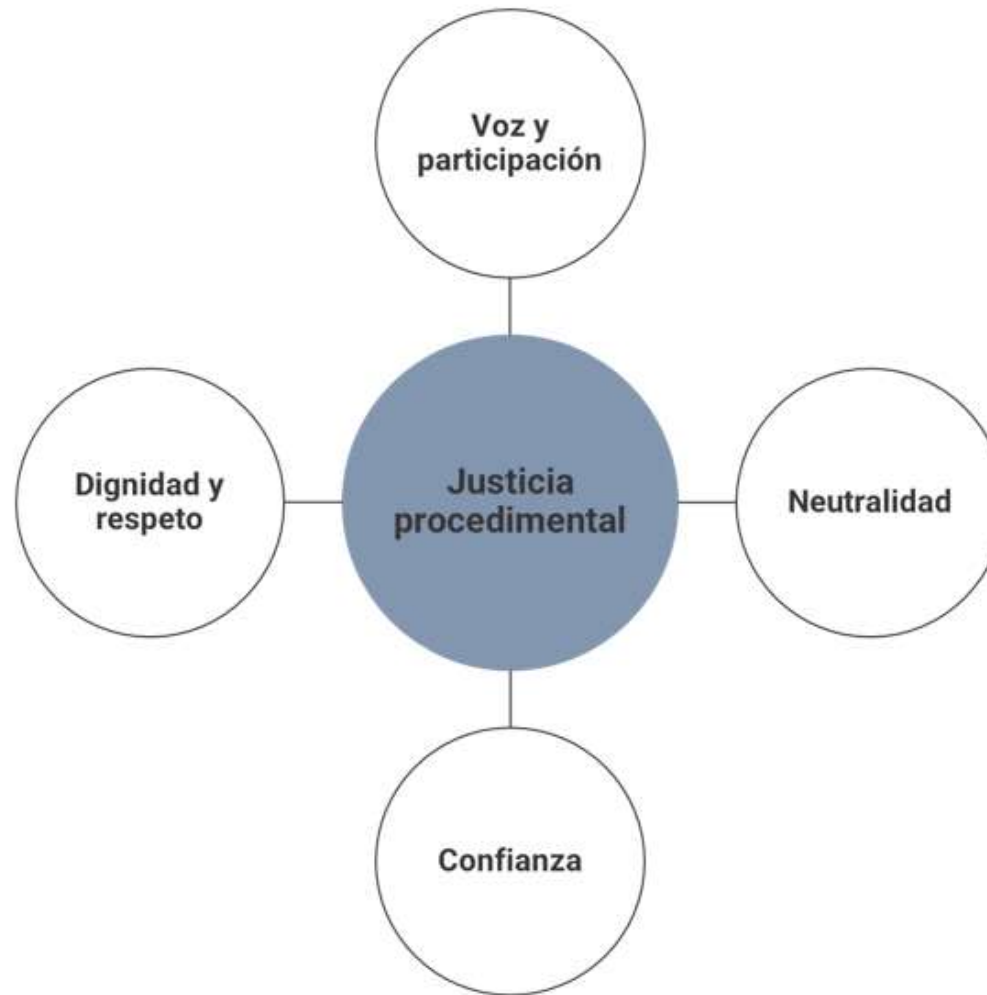 Voz y
participación
Dignidad y
respeto
Justicia
procedimental
Neutralidad
Confianza